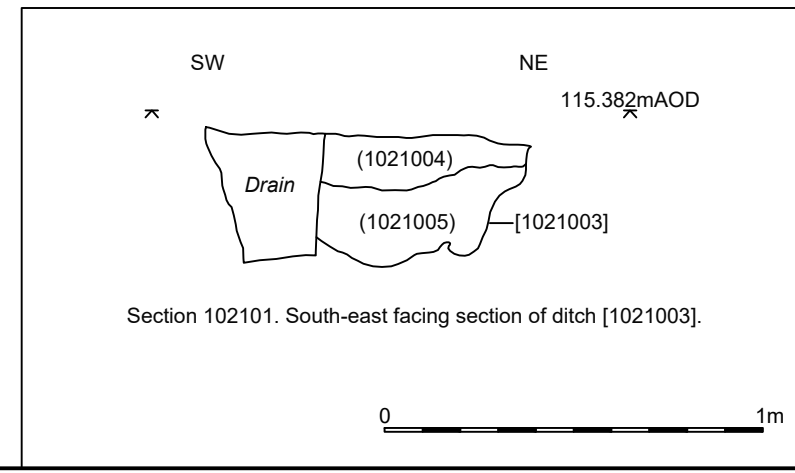 SW NE
115.382mAOD
(1021004)
Drain
(1021005) [1021003]
Section 102101. South-east facing section of ditch [1021003].
0 1m